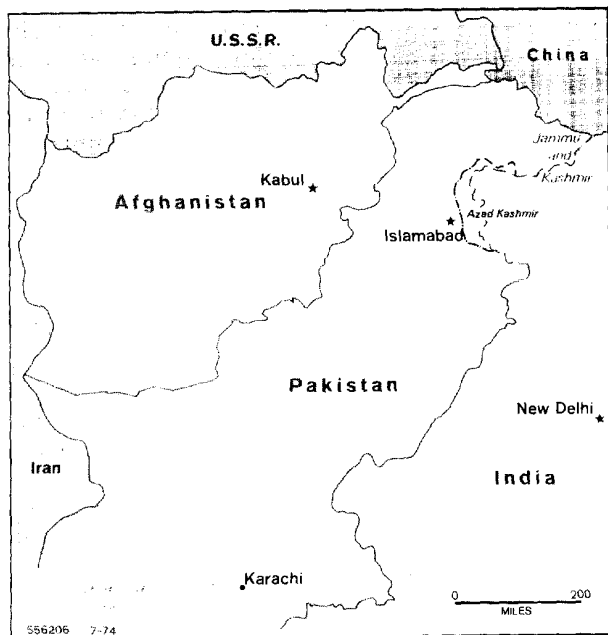 U.S.S.R.
China
Jammu
and
Kashmir
Kabul
Afghanistan
Azad Kashmir
Islamabad
Pakistan
New Delhi
Iran
India
Karachi
0 200
MILES
556206 7-74